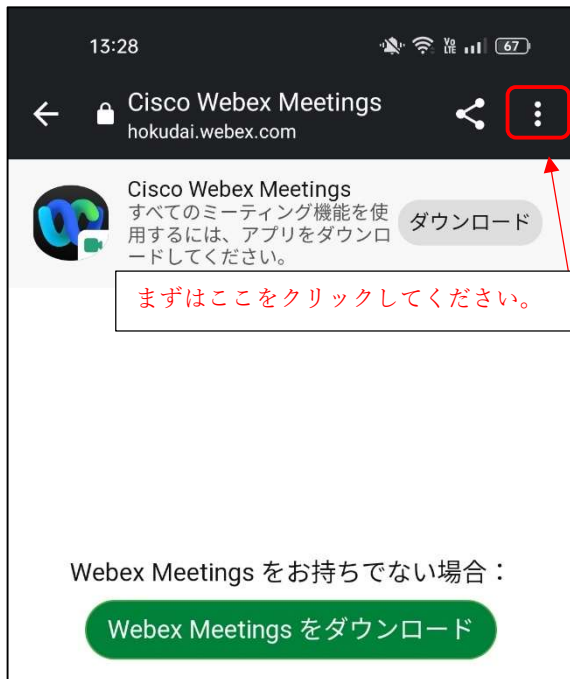 13:28
Vo LTE 67
Cisco Webex Meetings
hokudai.webex.com
Cisco Webex Meetings
すべてのミーティング機能を使
用するには、アプリをダウンロ
ードしてください。
ダウンロード
まずはここをクリックしてください。
Webex Meetings をお持ちでない場合：
Webex Meetings をダウンロード